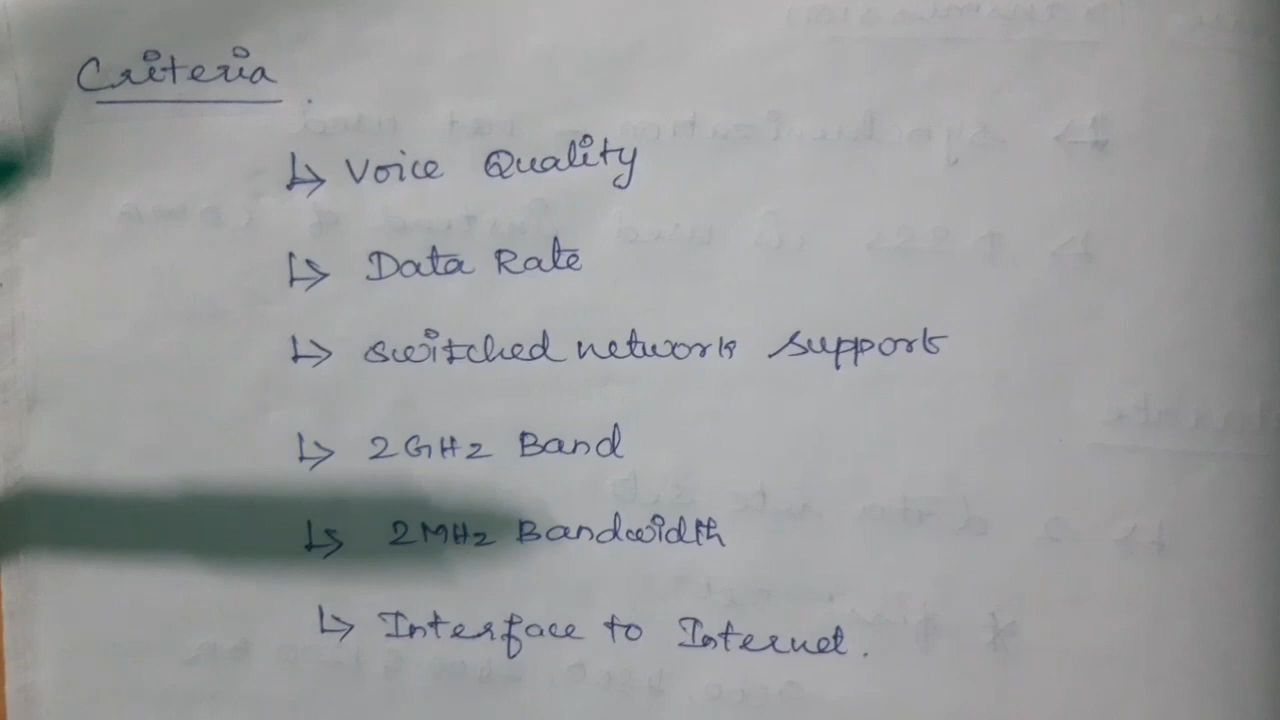 Criteria
↳ Voice Quality
↳ Data Rate
↳ switched network support
↳ 2GHz Band
↳ 2MHz Bandwidth
↳ Interface to Internet.